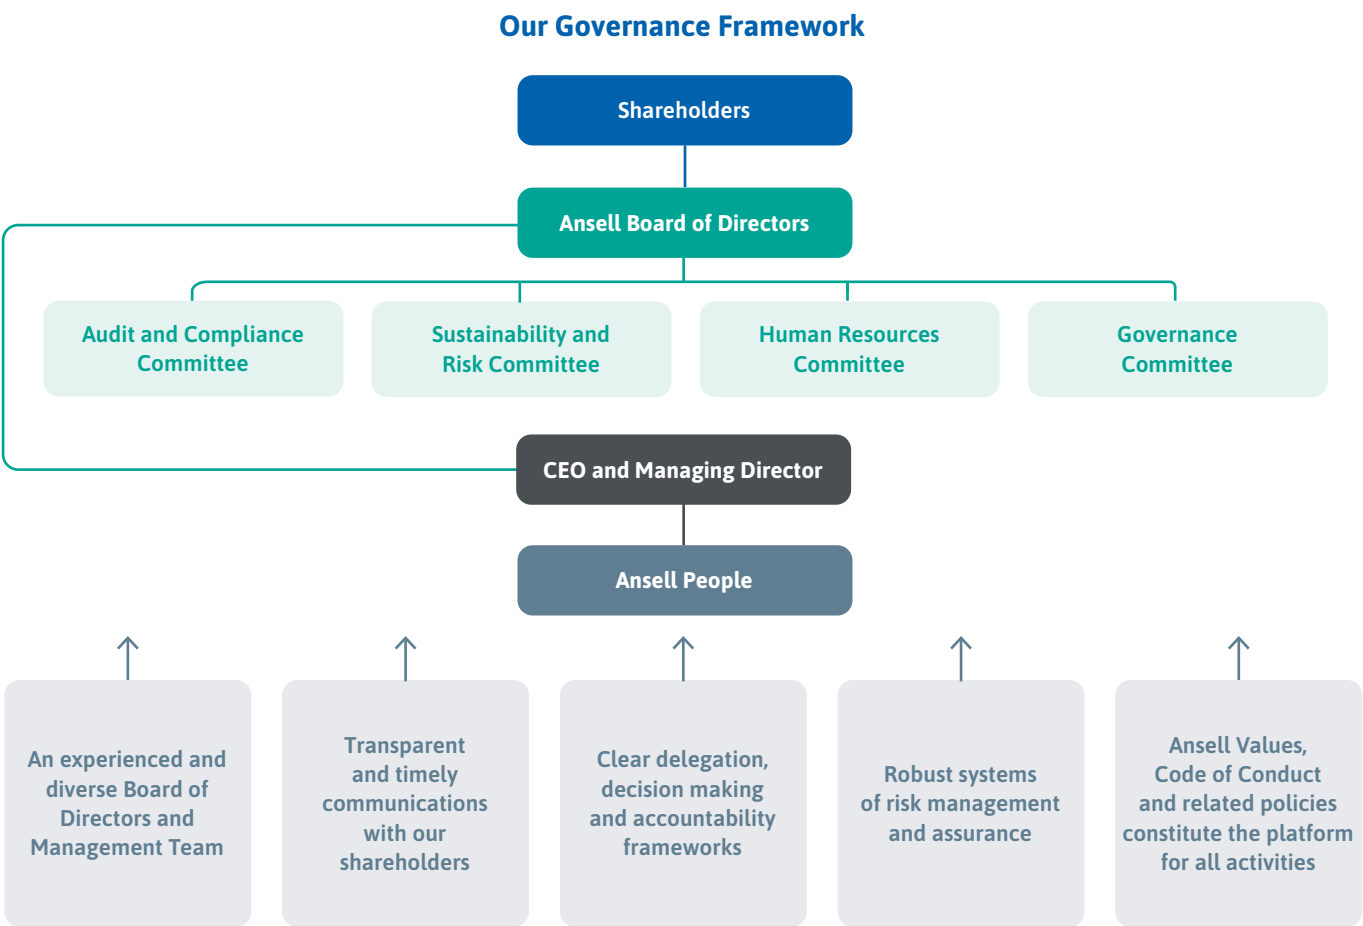 Our Governance Framework
Shareholders
Ansell Board of Directors
Audit and Compliance
Committee
Sustainability and
Risk Committee
Human Resources
Committee
Governance
Committee
CEO and Managing Director
Ansell People
An experienced and
diverse Board of
Directors and
Management Team
Transparent
and timely
communications
with our
shareholders
Clear delegation,
decision making
and accountability
frameworks
Robust systems
of risk management
and assurance
Ansell Values,
Code of Conduct
and related policies
constitute the platform
for all activities